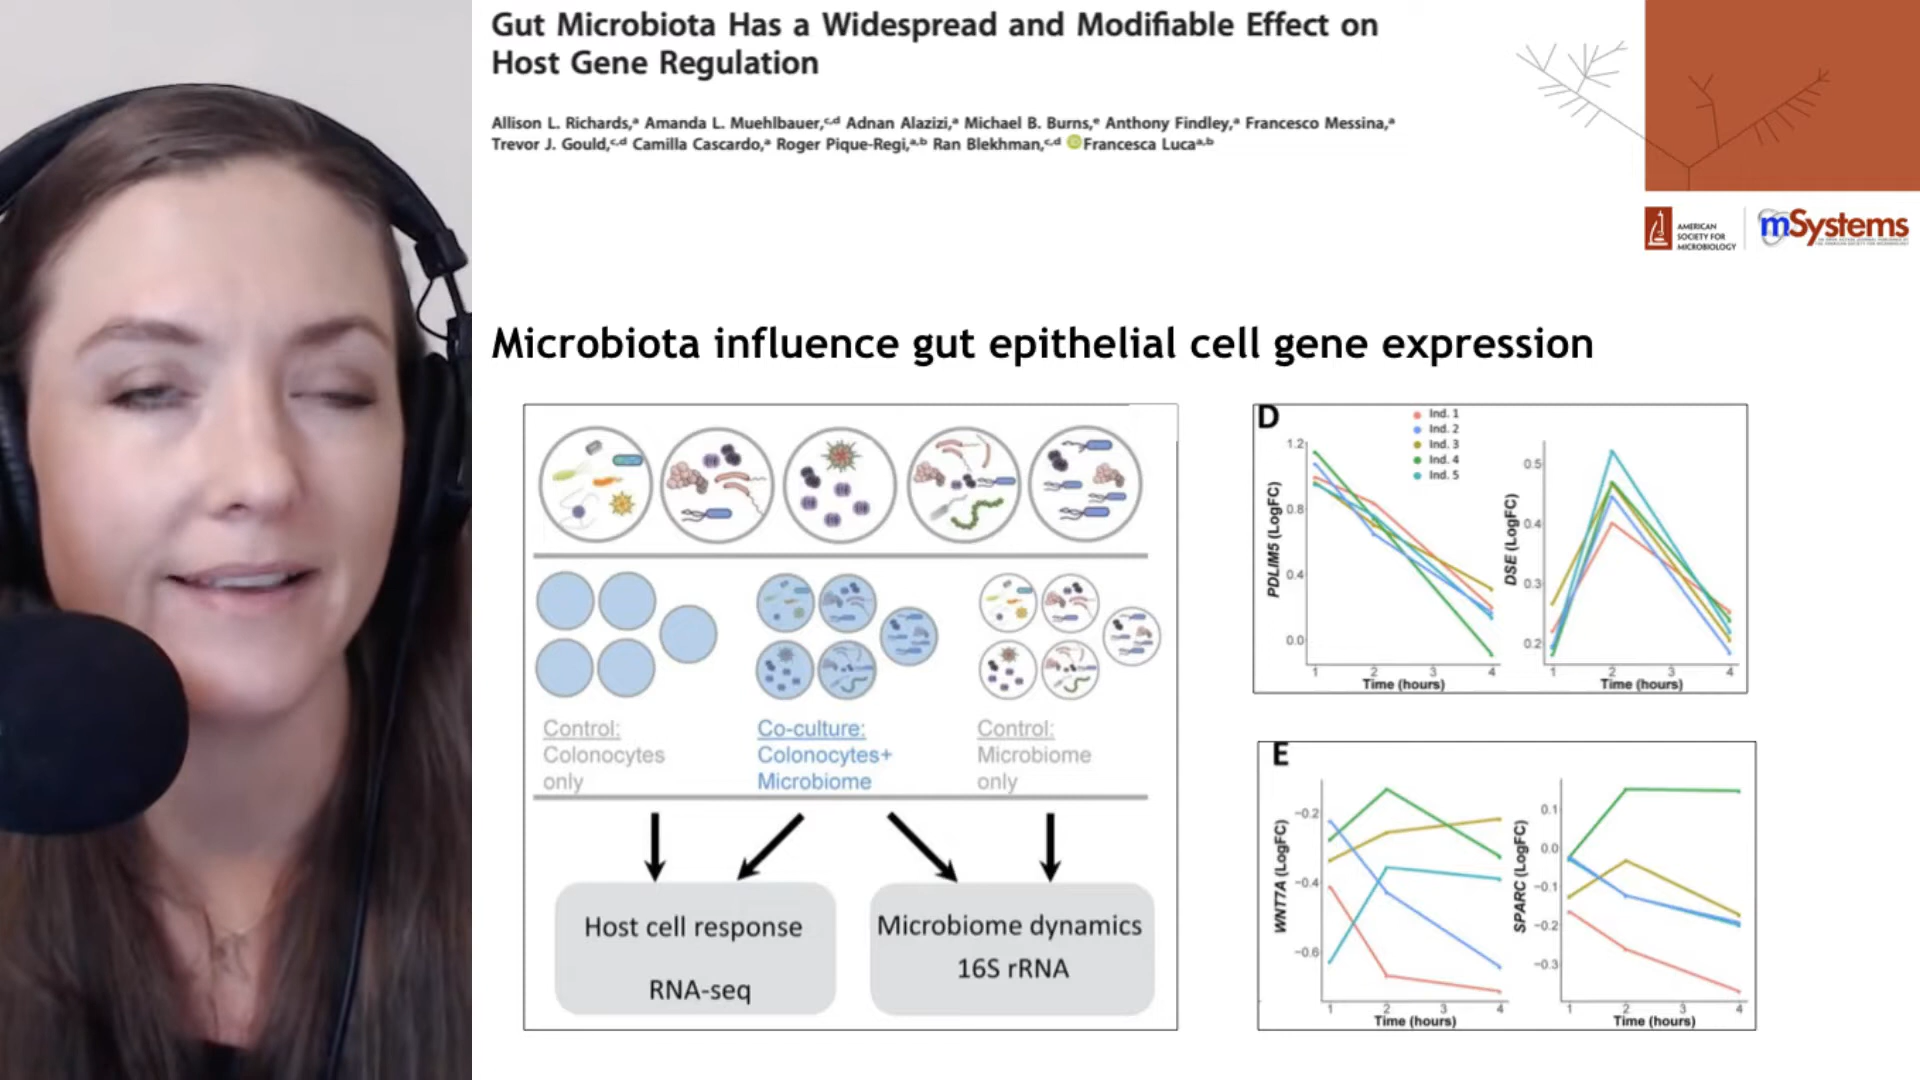 Gut Microbiota Has a Widespread and Modifiable Effect on
Host Gene Regulation
Allison L. Richards,a Amanda L. Muehlbauer,c,d Adnan Alazizi,a Michael B. Burns,e Anthony Findley,a Francesco Messina,a
Trevor J. Gould,c,d Camilla Cascardo,a Roger Pique-Regi,a,b Ran Blekhman,c,d Francesca Lucaa,b
AMERICAN
SOCIETY FOR
MICROBIOLOGY
mSystems
Microbiota influence gut epithelial cell gene expression
Control:
Colonocytes
only
Co-culture:
Colonocytes+
Microbiome
Control:
Microbiome
only
Host cell response
RNA-seq
Microbiome dynamics
16S rRNA
D
Ind. 1
Ind. 2
Ind. 3
Ind. 4
Ind. 5
PDLIM5 (LogFC)
1.2
0.8
0.4
0.0
1 2 3 4
Time (hours)
DSE (LogFC)
0.5
0.4
0.3
0.2
1 2 3 4
Time (hours)
E
WNT7A (LogFC)
-0.2
-0.4
-0.6
1 2 3 4
Time (hours)
SPARC (LogFC)
0.1
0.0
-0.1
-0.2
-0.3
1 2 3 4
Time (hours)